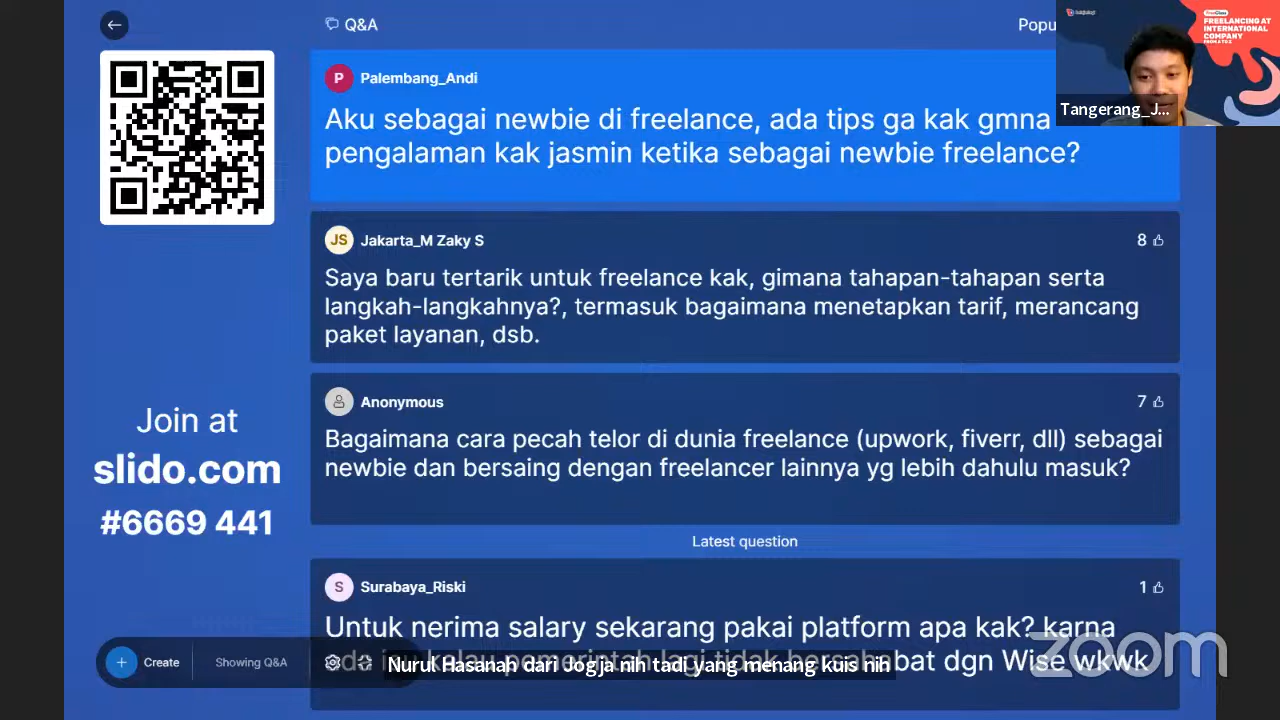 Q&A
Popu
FREELANCING AT
INTERNATIONAL
COMPANY
FROM A TO Z
Tangerang_J...
P Palembang_Andi
Aku sebagai newbie di freelance, ada tips ga kak gmna
pengalaman kak jasmin ketika sebagai newbie freelance?
JS Jakarta_M Zaky S 8
Saya baru tertarik untuk freelance kak, gimana tahapan-tahapan serta
langkah-langkahnya?, termasuk bagaimana menetapkan tarif, merancang
paket layanan, dsb.
Anonymous 7
Bagaimana cara pecah telor di dunia freelance (upwork, fiverr, dll) sebagai
newbie dan bersaing dengan freelancer lainnya yg lebih dahulu masuk?
Join at
slido.com
#6669 441
Latest question
S Surabaya_Riski 1
Untuk nerima salary sekarang pakai platform apa kak? karna
dgn Wise wkwk
Create
Showing Q&A
Nurul Hasanah dari Jogja nih tadi yang menang kuis nih
zoom